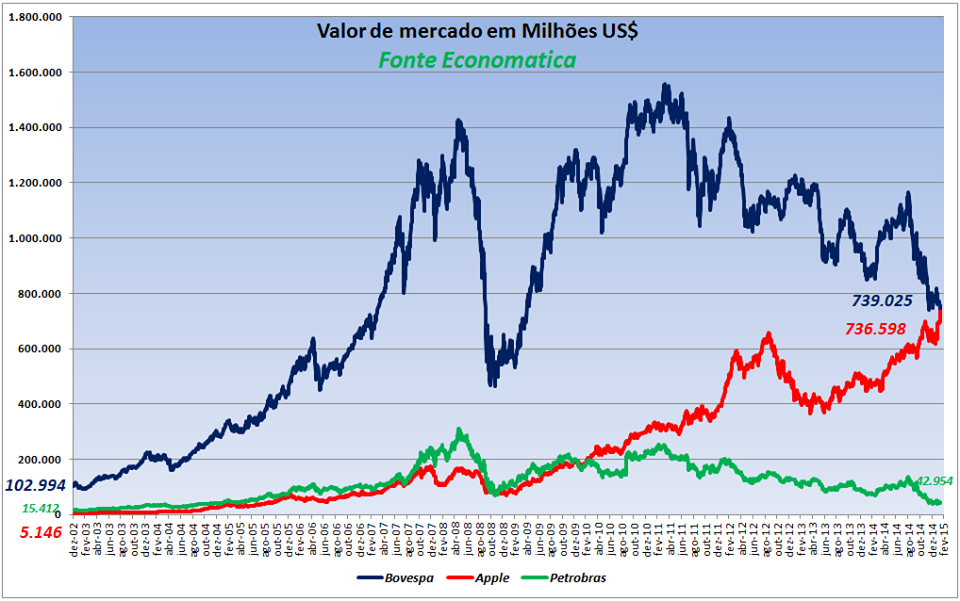 Valor de mercado em Milhões US$
Fonte Economatica
1.800.000
1.600.000
1.400.000
1.200.000
1.000.000
800.000
600.000
400.000
200.000
0
739.025
736.598
42.954
102.994
15.412
5.146
dez-02
fev-03
abr-03
jun-03
ago-03
out-03
dez-03
fev-04
abr-04
jun-04
ago-04
out-04
dez-04
fev-05
abr-05
jun-05
ago-05
out-05
dez-05
fev-06
abr-06
jun-06
ago-06
out-06
dez-06
fev-07
abr-07
jun-07
ago-07
out-07
dez-07
fev-08
abr-08
jun-08
ago-08
out-08
dez-08
fev-09
abr-09
jun-09
ago-09
out-09
dez-09
fev-10
abr-10
jun-10
ago-10
out-10
dez-10
fev-11
abr-11
jun-11
ago-11
out-11
dez-11
fev-12
abr-12
jun-12
ago-12
out-12
dez-12
fev-13
abr-13
jun-13
ago-13
out-13
dez-13
fev-14
abr-14
jun-14
ago-14
out-14
dez-14
fev-15
Bovespa Apple Petrobras